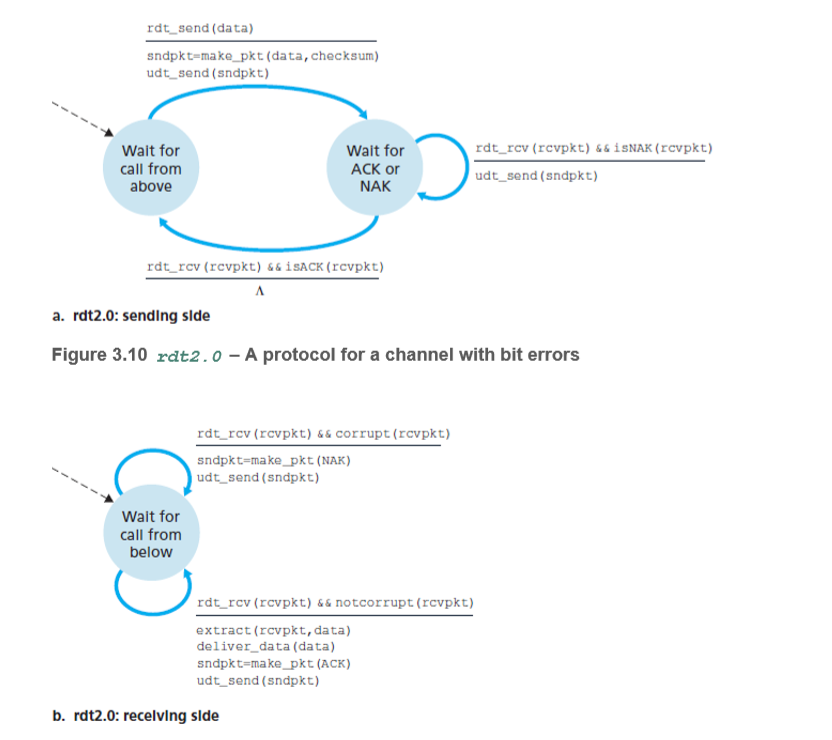 rdt_send(data)
sndpkt=make_pkt(data,checksum)
udt_send(sndpkt)
Wait for
call from
above
Wait for
ACK or
NAK
rdt_rcv(rcvpkt) && isNAK(rcvpkt)
udt_send(sndpkt)
rdt_rcv(rcvpkt) && isACK(rcvpkt)
Λ
a. rdt2.0: sending side
Figure 3.10 rdt2.0 – A protocol for a channel with bit errors
rdt_rcv(rcvpkt) && corrupt(rcvpkt)
sndpkt=make_pkt(NAK)
udt_send(sndpkt)
Wait for
call from
below
rdt_rcv(rcvpkt) && notcorrupt(rcvpkt)
extract(rcvpkt,data)
deliver_data(data)
sndpkt=make_pkt(ACK)
udt_send(sndpkt)
b. rdt2.0: receiving side